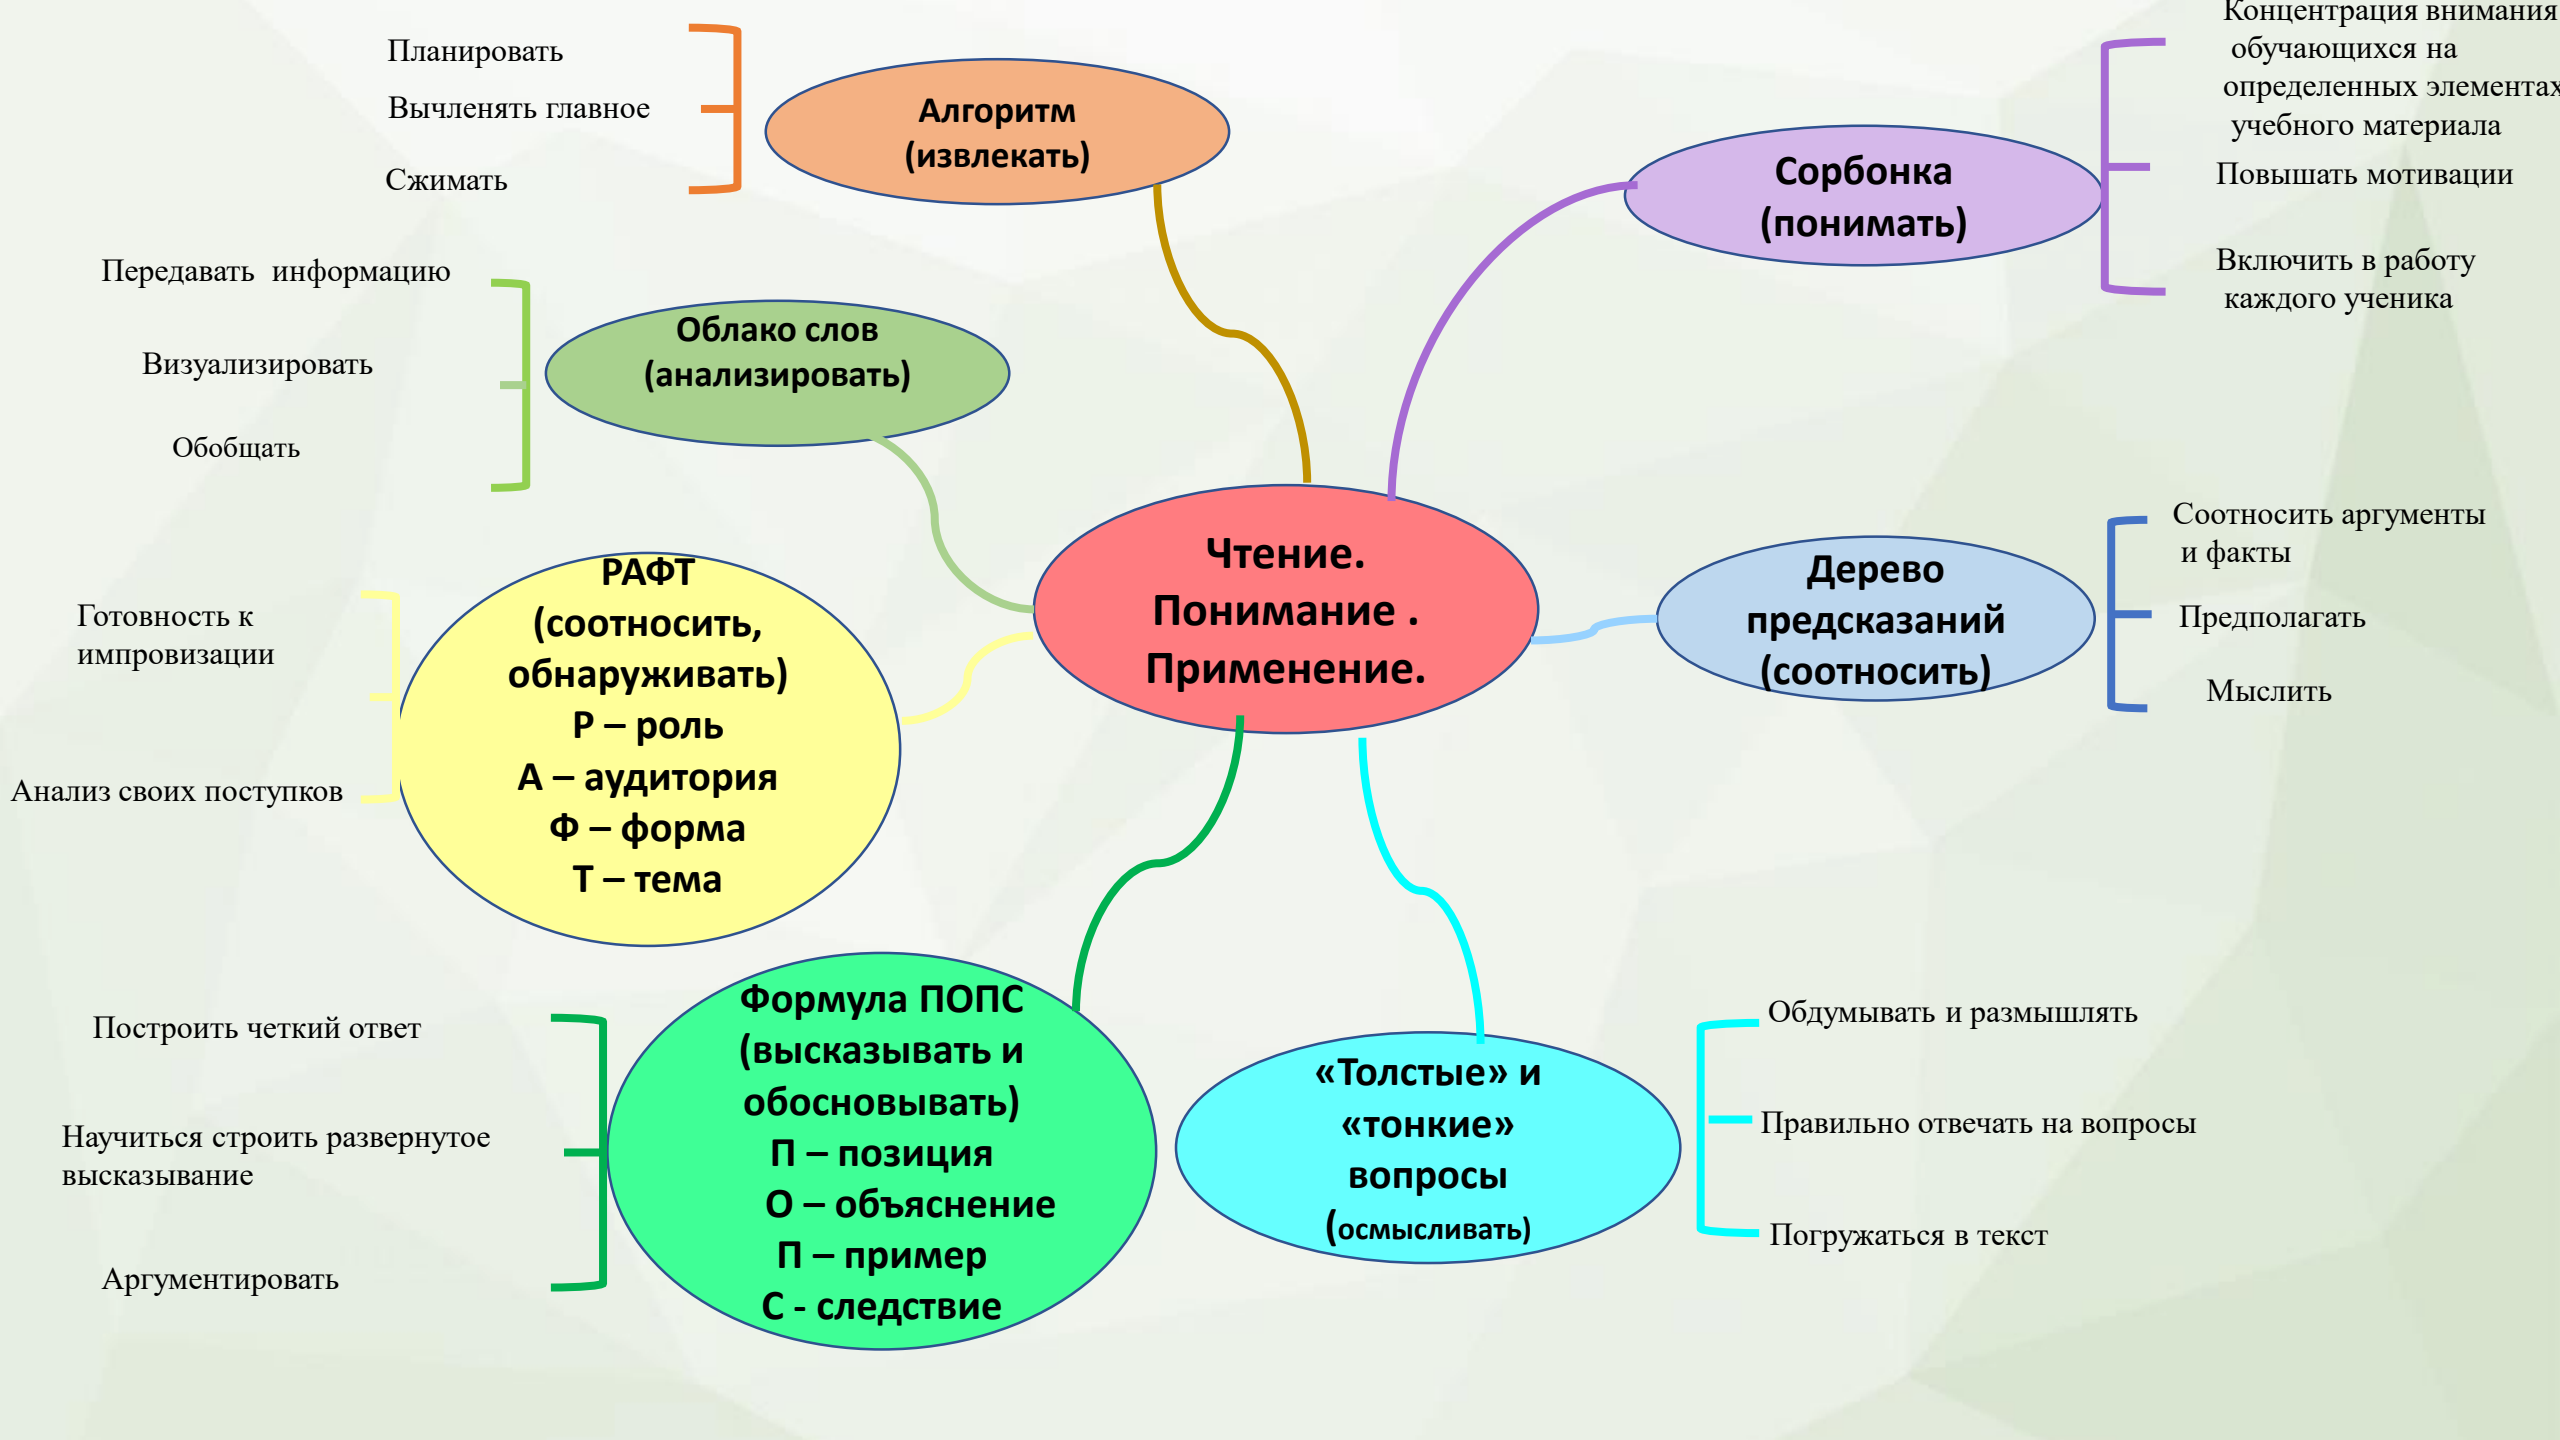 Планировать
Вычленять главное
Сжимать
Алгоритм
(извлекать)
Концентрация внимания
обучающихся на
определенных элементах
учебного материала
Повышать мотивации
Включить в работу
каждого ученика
Сорбонка
(понимать)
Передавать информацию
Визуализировать
Обобщать
Облако слов
(анализировать)
Чтение.
Понимание .
Применение.
Дерево
предсказаний
(соотносить)
Соотносить аргументы
и факты
Предполагать
Мыслить
Готовность к
импровизации
Анализ своих поступков
РАФТ
(соотносить,
обнаруживать)
Р – роль
А – аудитория
Ф – форма
Т – тема
Построить четкий ответ
Научиться строить развернутое
высказывание
Аргументировать
Формула ПОПС
(высказывать и
обосновывать)
П – позиция
О – объяснение
П – пример
С - следствие
«Толстые» и
«тонкие»
вопросы
(осмысливать)
Обдумывать и размышлять
Правильно отвечать на вопросы
Погружаться в текст